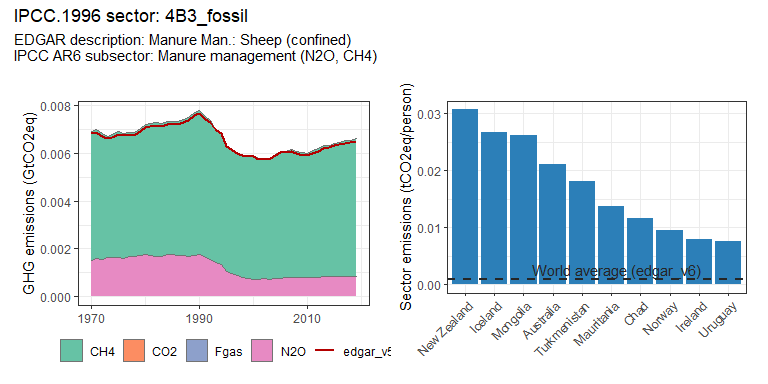 IPCC.1996 sector: 4B3_fossil
EDGAR description: Manure Man.: Sheep (confined)
IPCC AR6 subsector: Manure management (N2O, CH4)
GHG emissions (GtCO2eq)
0.008
0.006
0.004
0.002
0.000
1970
1990
2010
CH4
CO2
Fgas
N2O
edgar_v
Sector emissions (tCO2eq/person)
0.03
0.02
0.01
0.00
World average (edgar_v6)
New Zealand
Iceland
Mongolia
Australia
Turkmenistan
Mauritania
Chad
Norway
Ireland
Uruguay